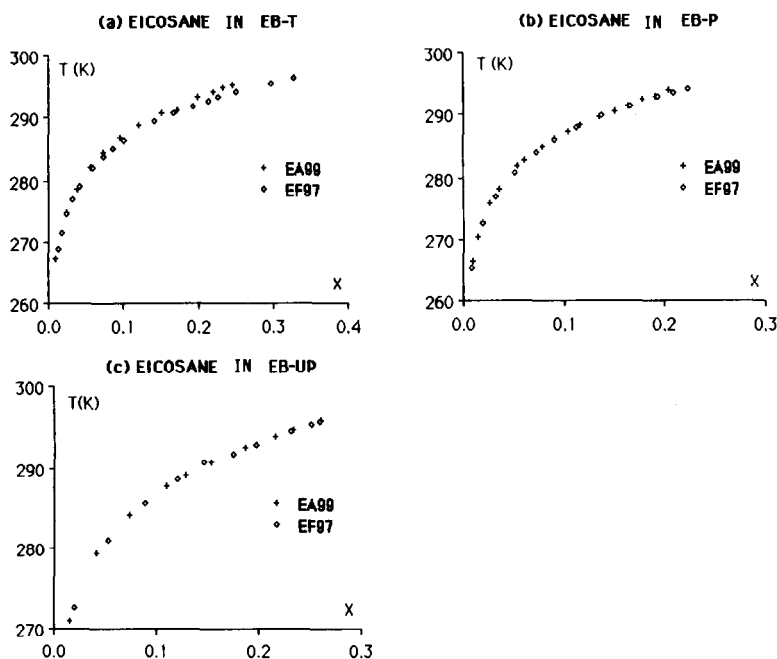 (a) EICOSANE IN EB-T
T (K)
300
290
280
270
260
+ EA99
◇ EF97
X
0.0 0.1 0.2 0.3 0.4
(b) EICOSANE IN EB-P
T (K)
300
290
280
270
260
+ EA99
◇ EF97
X
0.0 0.1 0.2 0.3
(c) EICOSANE IN EB-UP
T(K)
300
290
280
270
+ EA99
◇ EF97
X
0.0 0.1 0.2 0.3